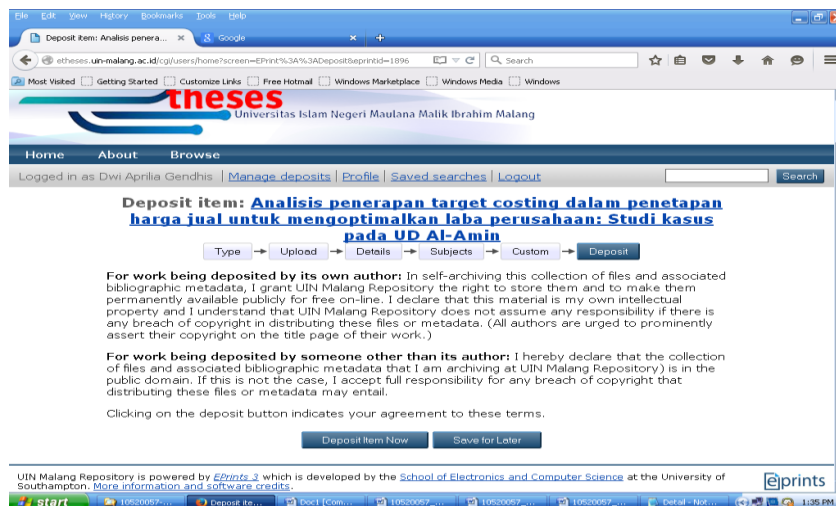 File Edit View History Bookmarks Tools Help
Deposit item: Analisis penera... × Google × +
etheses.uin-malang.ac.id/cgi/users/home?screen=EPrint%3A%3ADeposit&eprintid=1896 Search
Most Visited Getting Started Customize Links Free Hotmail Windows Marketplace Windows Media Windows
theses
Universitas Islam Negeri Maulana Malik Ibrahim Malang
Home About Browse
Logged in as Dwi Aprilia Gendhis | Manage deposits | Profile | Saved searches | Logout Search
Deposit item: Analisis penerapan target costing dalam penetapan
harga jual untuk mengoptimalkan laba perusahaan: Studi kasus
pada UD Al-Amin
Type → Upload → Details → Subjects → Custom → Deposit
For work being deposited by its own author: In self-archiving this collection of files and associated
bibliographic metadata, I grant UIN Malang Repository the right to store them and to make them
permanently available publicly for free on-line. I declare that this material is my own intellectual
property and I understand that UIN Malang Repository does not assume any responsibility if there is
any breach of copyright in distributing these files or metadata. (All authors are urged to prominently
assert their copyright on the title page of their work.)
For work being deposited by someone other than its author: I hereby declare that the collection
of files and associated bibliographic metadata that I am archiving at UIN Malang Repository) is in the
public domain. If this is not the case, I accept full responsibility for any breach of copyright that
distributing these files or metadata may entail.
Clicking on the deposit button indicates your agreement to these terms.
Deposit Item Now Save for Later
UIN Malang Repository is powered by EPrints 3 which is developed by the School of Electronics and Computer Science at the University of
Southampton. More information and software credits.
eprints
start 10520057-... Deposit ite... Doc1 [Com... 10520057_... 10520057_... 10520057_... Detail - Not... 1:35 PM